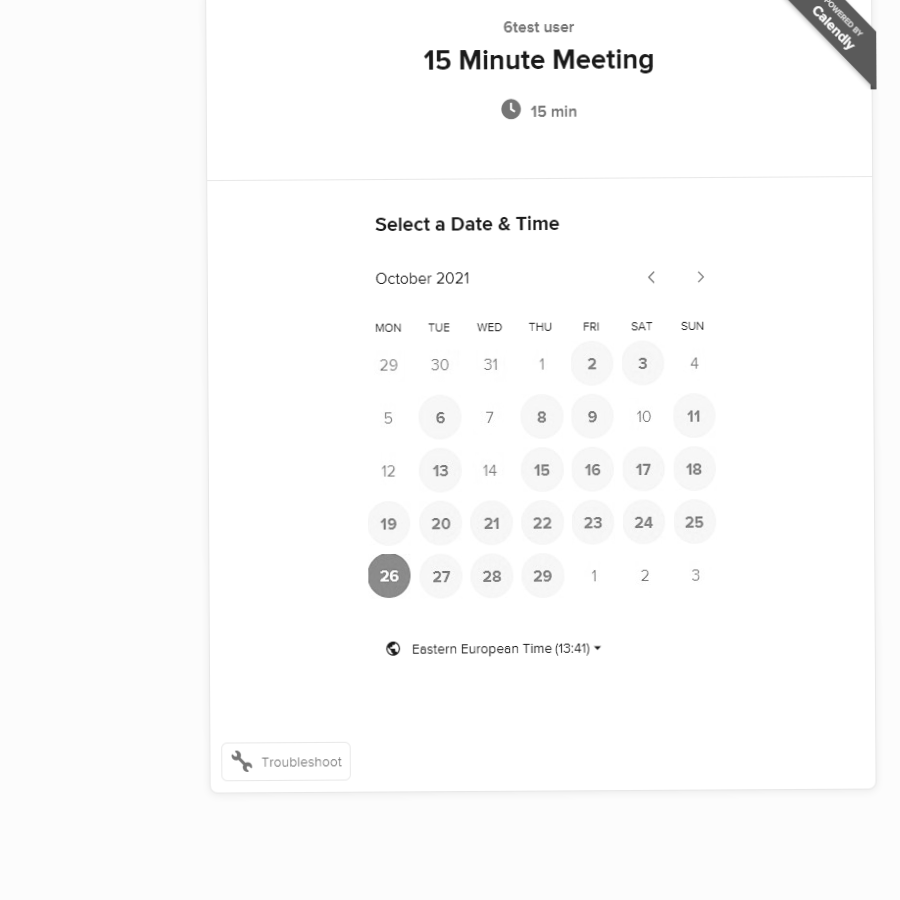 POWERED BY
Calendly
6test user
15 Minute Meeting
15 min
Select a Date & Time
October 2021
MON TUE WED THU FRI SAT SUN
29 30 31 1 2 3 4
5 6 7 8 9 10 11
12 13 14 15 16 17 18
19 20 21 22 23 24 25
26 27 28 29 1 2 3
Eastern European Time (13:41)
Troubleshoot